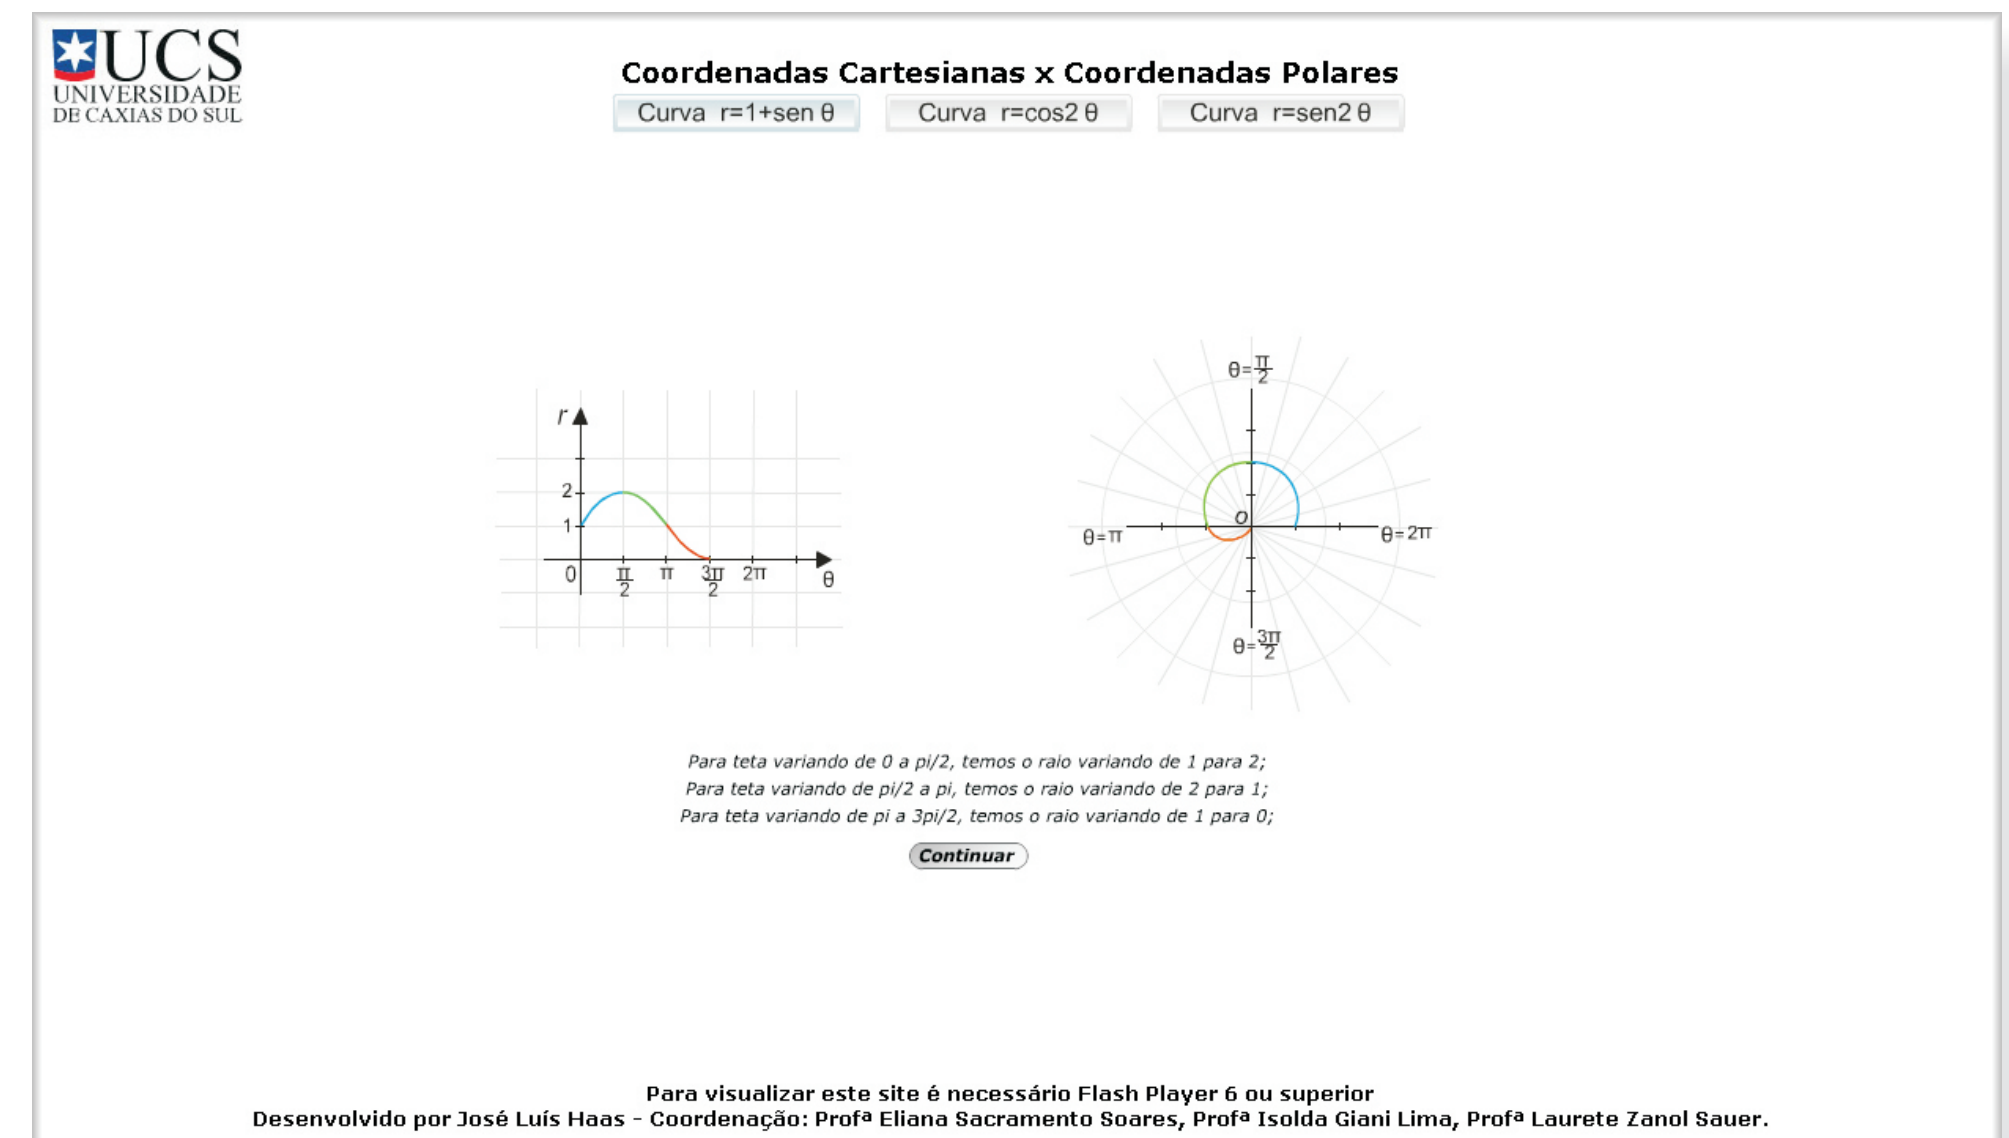 UCS
UNIVERSIDADE
DE CAXIAS DO SUL
Coordenadas Cartesianas x Coordenadas Polares
Curva r=1+sen θ
Curva r=cos2 θ
Curva r=sen2 θ
r
2
1
0
π/2
π
3π/2
2π
θ
θ=π/2
O
θ=π
θ=2π
θ=3π/2
Para teta variando de 0 a pi/2, temos o raio variando de 1 para 2;
Para teta variando de pi/2 a pi, temos o raio variando de 2 para 1;
Para teta variando de pi a 3pi/2, temos o raio variando de 1 para 0;
Continuar
Para visualizar este site é necessário Flash Player 6 ou superior
Desenvolvido por José Luís Haas - Coordenação: Profª Eliana Sacramento Soares, Profª Isolda Giani Lima, Profª Laurete Zanol Sauer.